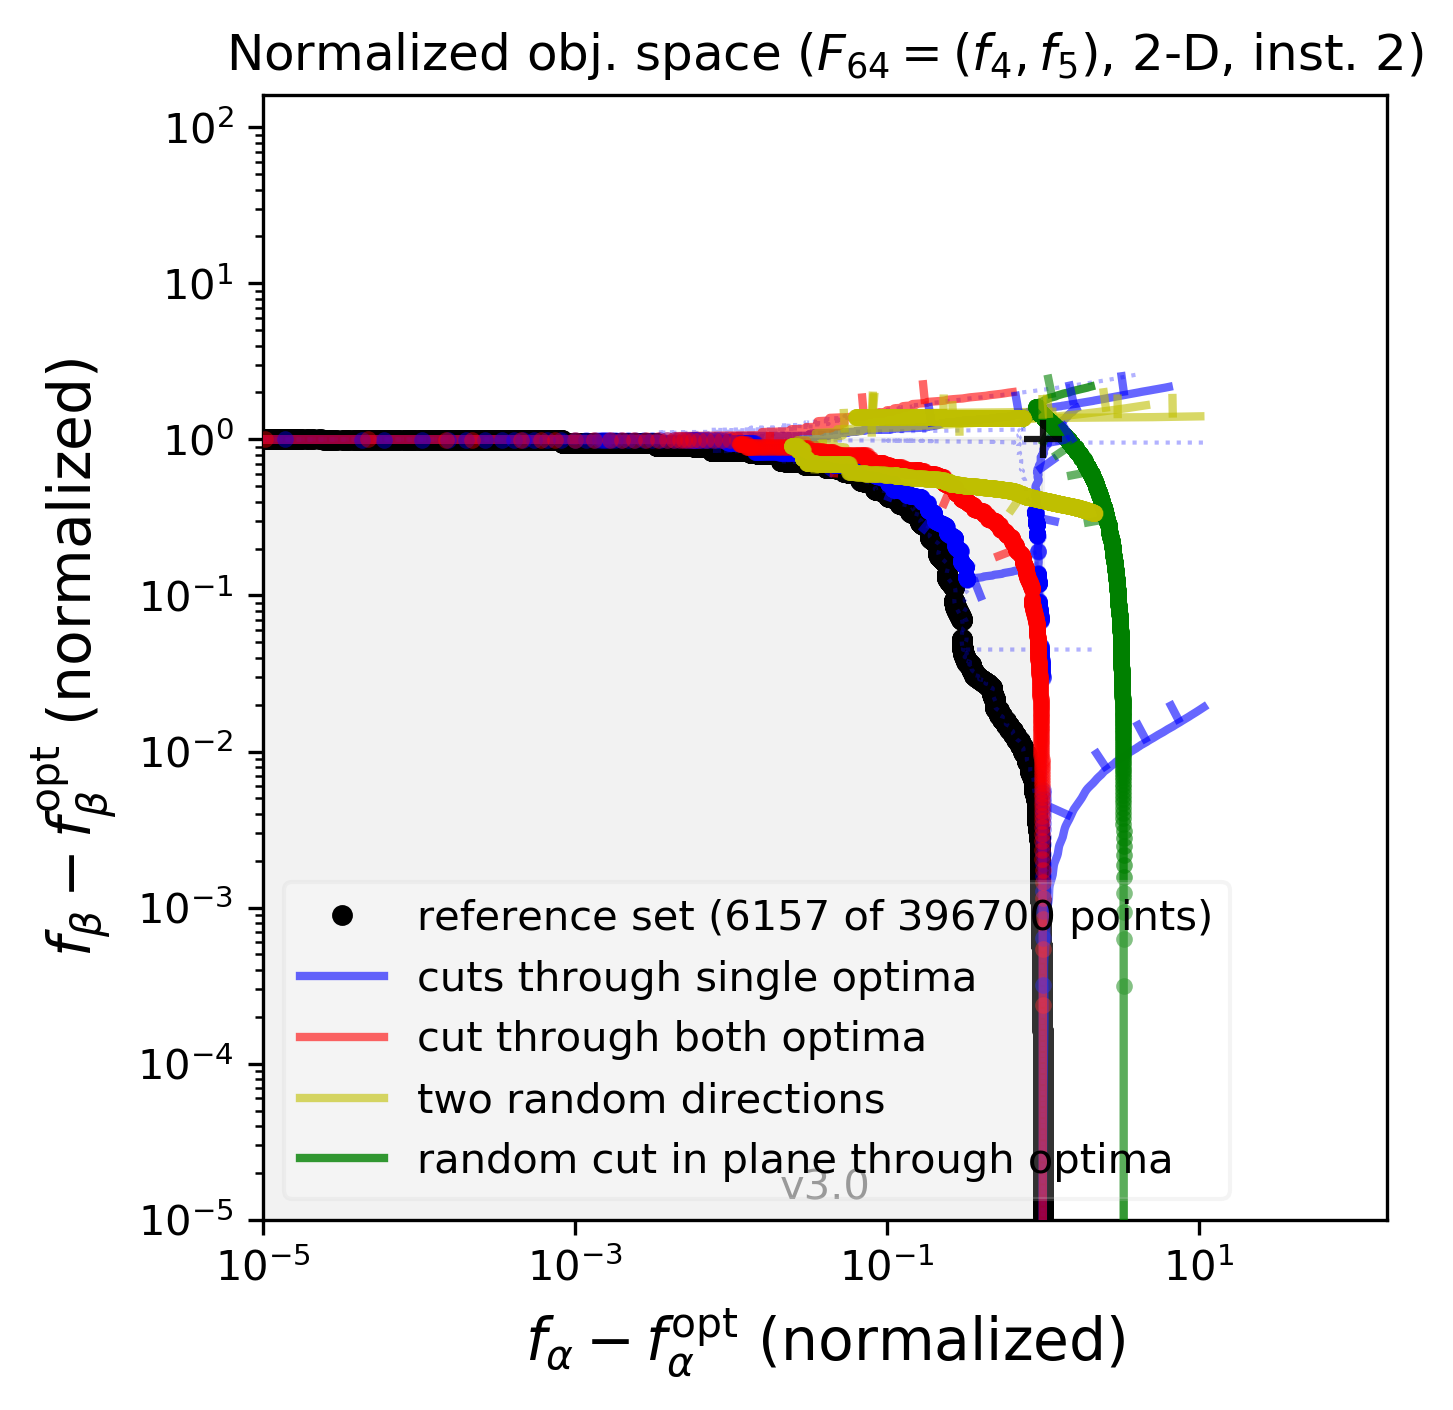 Normalized obj. space (F₆₄ = (f₄, f₅), 2-D, inst. 2)
10²
10¹
10⁰
10⁻¹
10⁻²
10⁻³
10⁻⁴
10⁻⁵
f_β − f_β^opt (normalized)
reference set (6157 of 396700 points)
cuts through single optima
cut through both optima
two random directions
random cut in plane through optima
v3.0
10⁻⁵ 10⁻³ 10⁻¹ 10¹
f_α − f_α^opt (normalized)